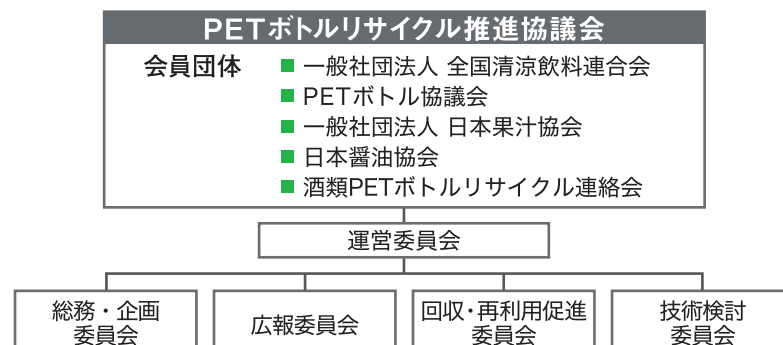 PETボトルリサイクル推進協議会
会員団体
■ 一般社団法人 全国清涼飲料連合会
■ PETボトル協議会
■ 一般社団法人 日本果汁協会
■ 日本醤油協会
■ 酒類PETボトルリサイクル連絡会
運営委員会
総務・企画
委員会
広報委員会
回収・再利用促進
委員会
技術検討
委員会